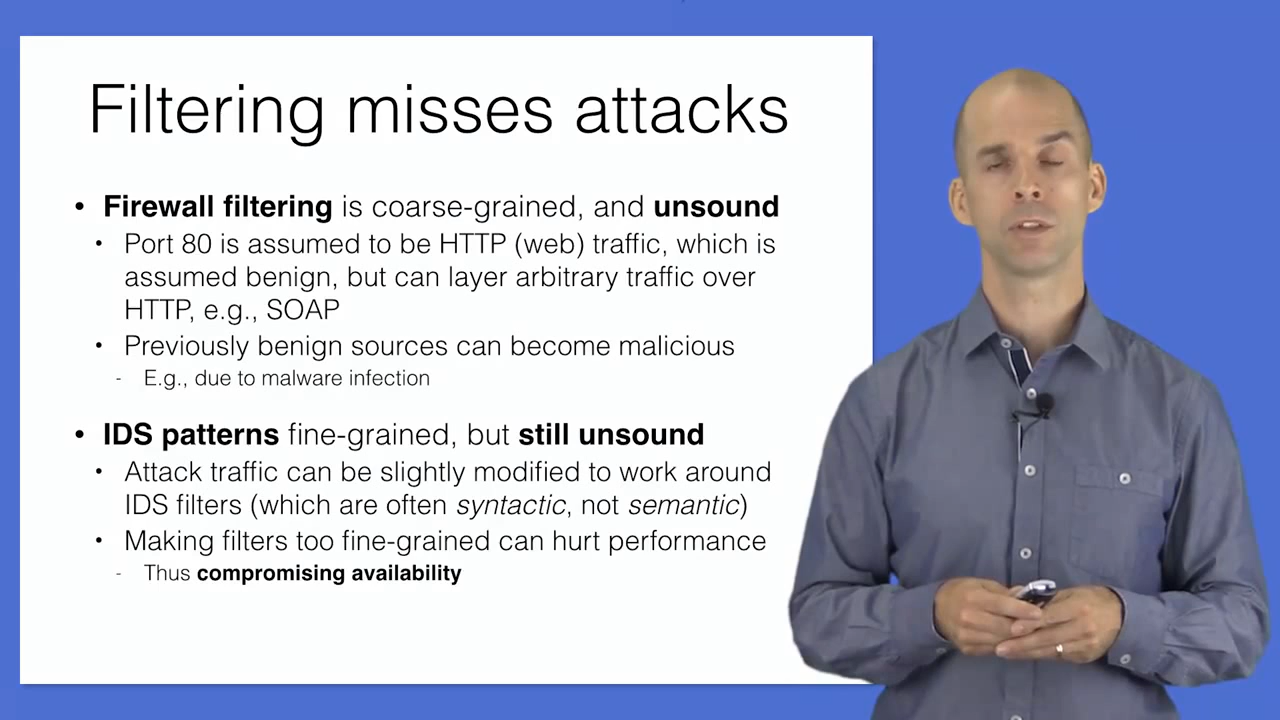 Filtering misses attacks
• Firewall filtering is coarse-grained, and unsound
• Port 80 is assumed to be HTTP (web) traffic, which is
assumed benign, but can layer arbitrary traffic over
HTTP, e.g., SOAP
• Previously benign sources can become malicious
- E.g., due to malware infection
• IDS patterns fine-grained, but still unsound
• Attack traffic can be slightly modified to work around
IDS filters (which are often syntactic, not semantic)
• Making filters too fine-grained can hurt performance
- Thus compromising availability